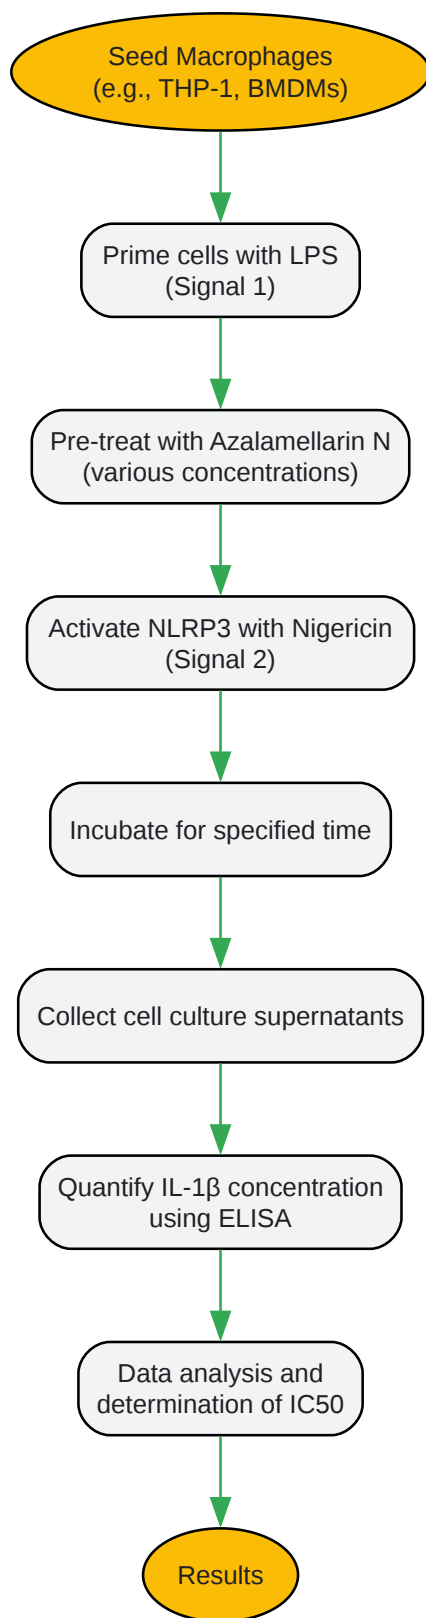 Seed Macrophages
(e.g., THP-1, BMDMs)
Prime cells with LPS
(Signal 1)
Pre-treat with Azalamellarin N
(various concentrations)
Activate NLRP3 with Nigericin
(Signal 2)
Incubate for specified time
Collect cell culture supernatants
Quantify IL-1β concentration
using ELISA
Data analysis and
determination of IC50
Results